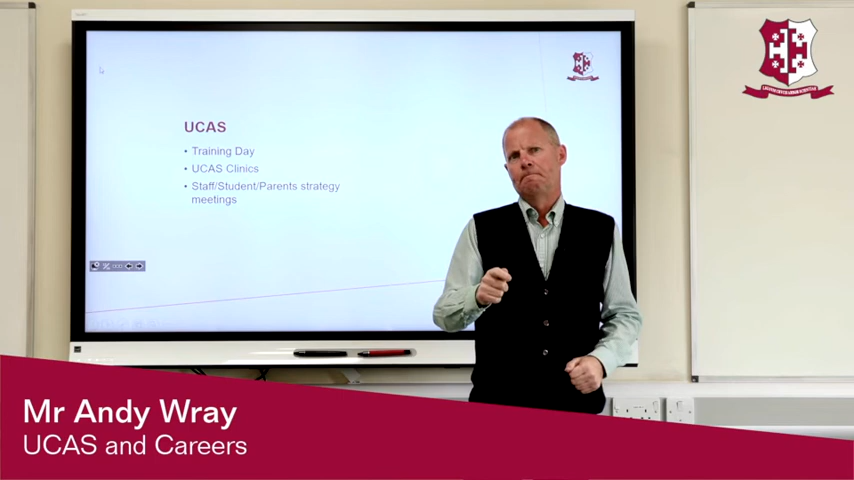 UCAS
• Training Day
• UCAS Clinics
• Staff/Student/Parents strategy
meetings
Mr Andy Wray
UCAS and Careers